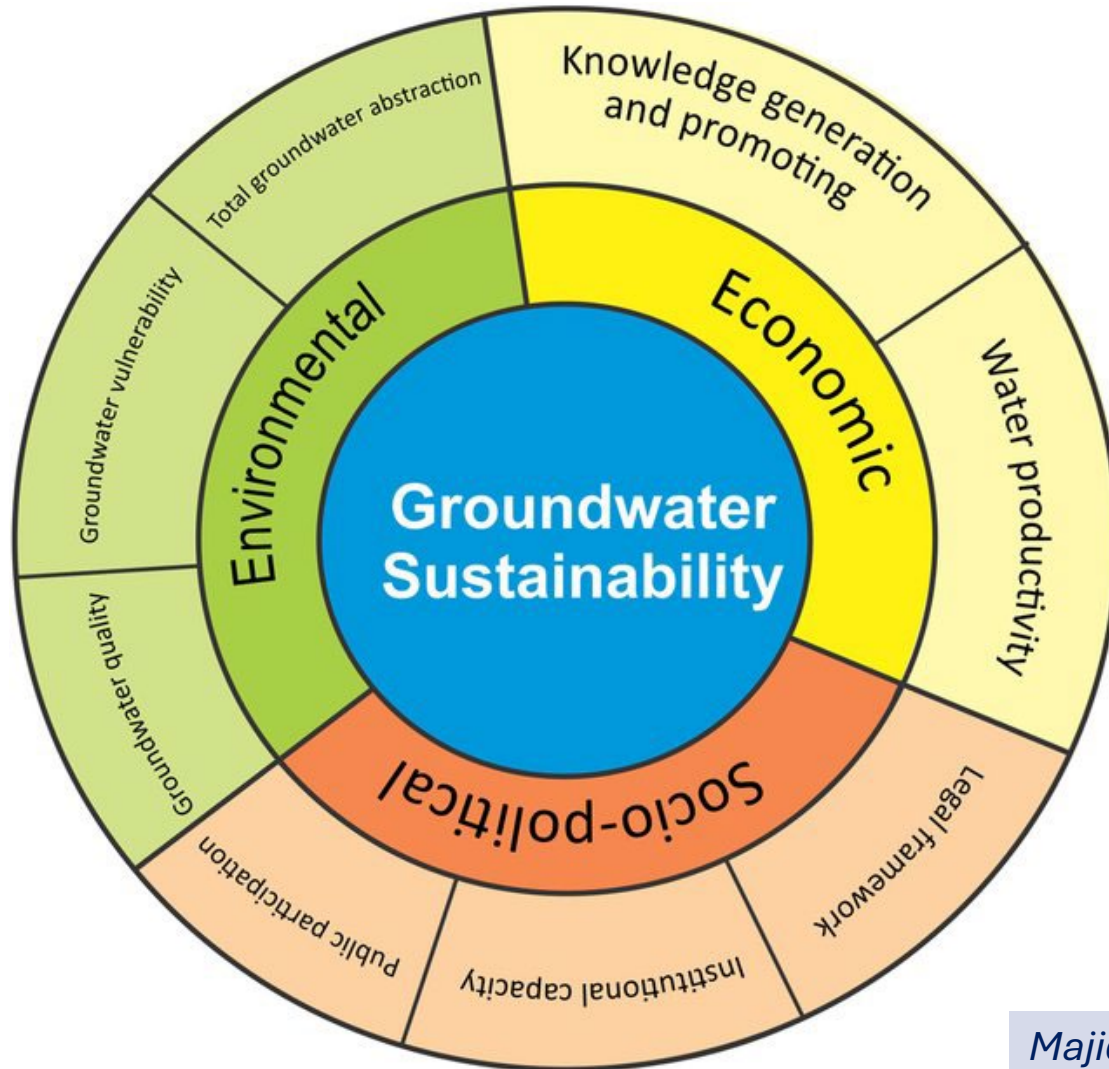 Groundwater
Sustainability
Environmental
Economic
Socio-political
Total groundwater abstraction
Groundwater vulnerability
Groundwater quality
Knowledge generation
and promoting
Water productivity
Legal framework
Institutional capacity
Public participation